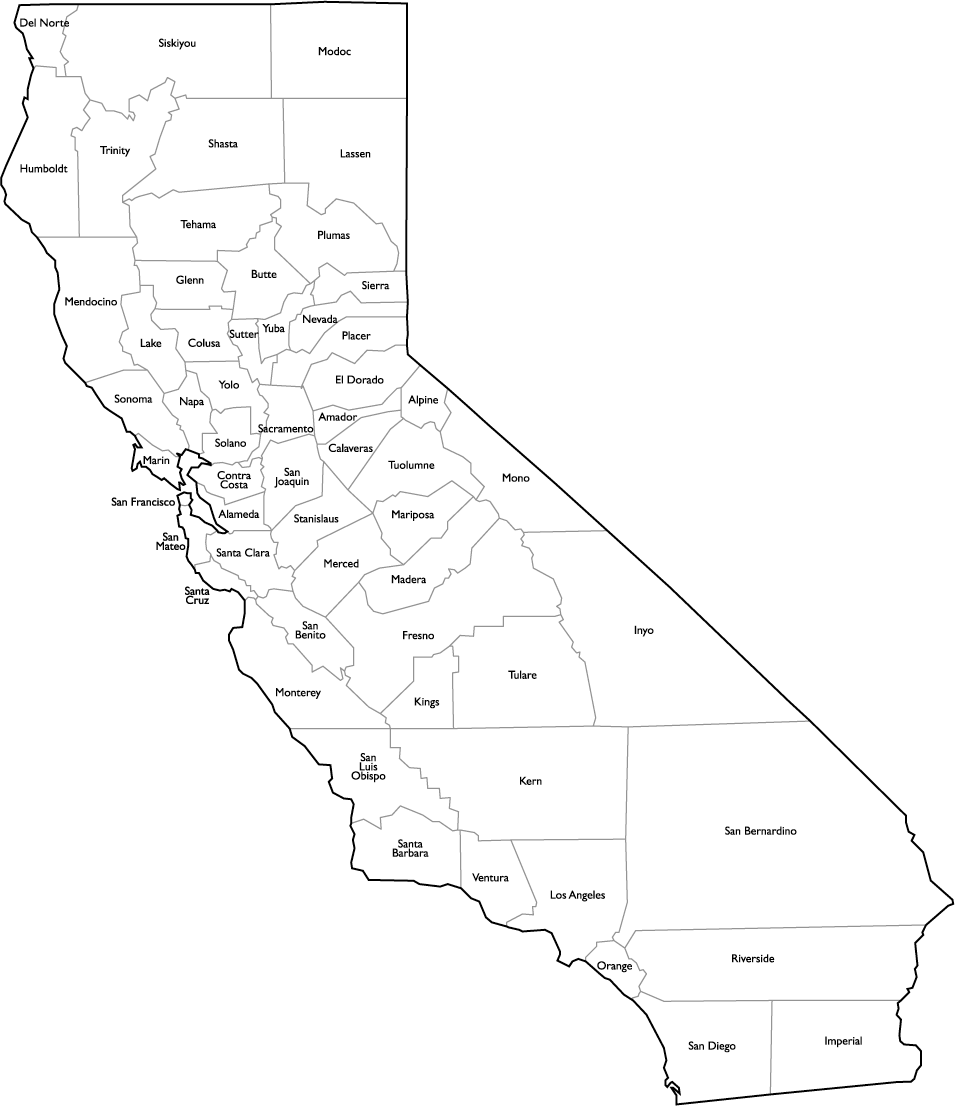 Del Norte
Siskiyou
Modoc
Humboldt
Trinity
Shasta
Lassen
Tehama
Plumas
Mendocino
Glenn
Butte
Sierra
Lake
Colusa
Sutter
Yuba
Nevada
Placer
Sonoma
Napa
Yolo
El Dorado
Alpine
Sacramento
Amador
Solano
Calaveras
Marin
Contra
Costa
San
Joaquin
Tuolumne
Mono
San Francisco
Alameda
Stanislaus
Mariposa
San
Mateo
Santa Clara
Merced
Madera
Santa
Cruz
San
Benito
Fresno
Inyo
Monterey
Kings
Tulare
San
Luis
Obispo
Kern
San Bernardino
Santa
Barbara
Ventura
Los Angeles
Orange
Riverside
San Diego
Imperial